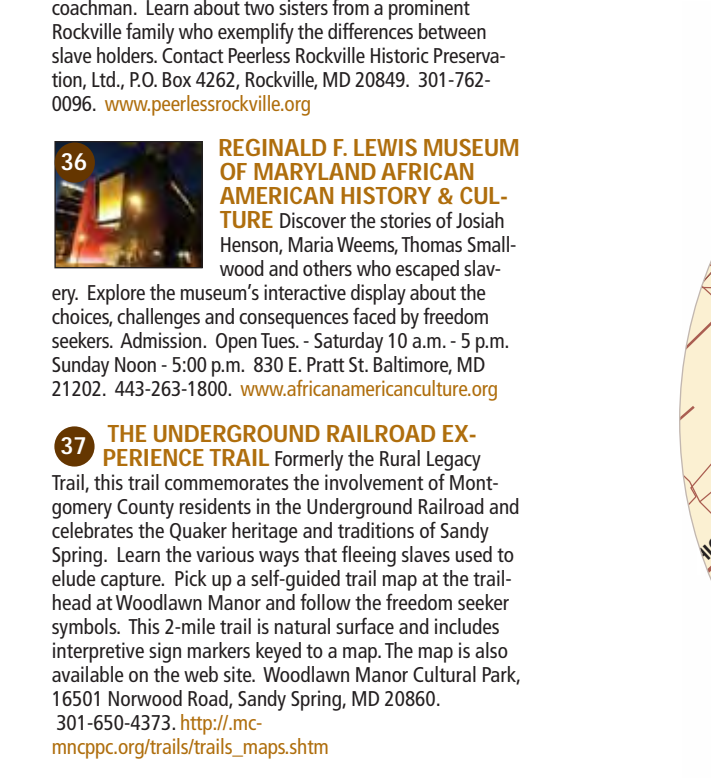 coachman. Learn about two sisters from a prominent
Rockville family who exemplify the differences between
slave holders. Contact Peerless Rockville Historic Preserva-
tion, Ltd., P.O. Box 4262, Rockville, MD 20849. 301-762-
0096. www.peerlessrockville.org
36
REGINALD F. LEWIS MUSEUM
OF MARYLAND AFRICAN
AMERICAN HISTORY & CUL-
TURE Discover the stories of Josiah
Henson, Maria Weems, Thomas Small-
wood and others who escaped slav-
ery. Explore the museum's interactive display about the
choices, challenges and consequences faced by freedom
seekers. Admission. Open Tues. - Saturday 10 a.m. - 5 p.m.
Sunday Noon - 5:00 p.m. 830 E. Pratt St. Baltimore, MD
21202. 443-263-1800. www.africanamericanculture.org
37 THE UNDERGROUND RAILROAD EX-
PERIENCE TRAIL Formerly the Rural Legacy
Trail, this trail commemorates the involvement of Mont-
gomery County residents in the Underground Railroad and
celebrates the Quaker heritage and traditions of Sandy
Spring. Learn the various ways that fleeing slaves used to
elude capture. Pick up a self-guided trail map at the trail-
head at Woodlawn Manor and follow the freedom seeker
symbols. This 2-mile trail is natural surface and includes
interpretive sign markers keyed to a map. The map is also
available on the web site. Woodlawn Manor Cultural Park,
16501 Norwood Road, Sandy Spring, MD 20860.
301-650-4373. http://.mc-
mncppc.org/trails/trails_maps.shtm